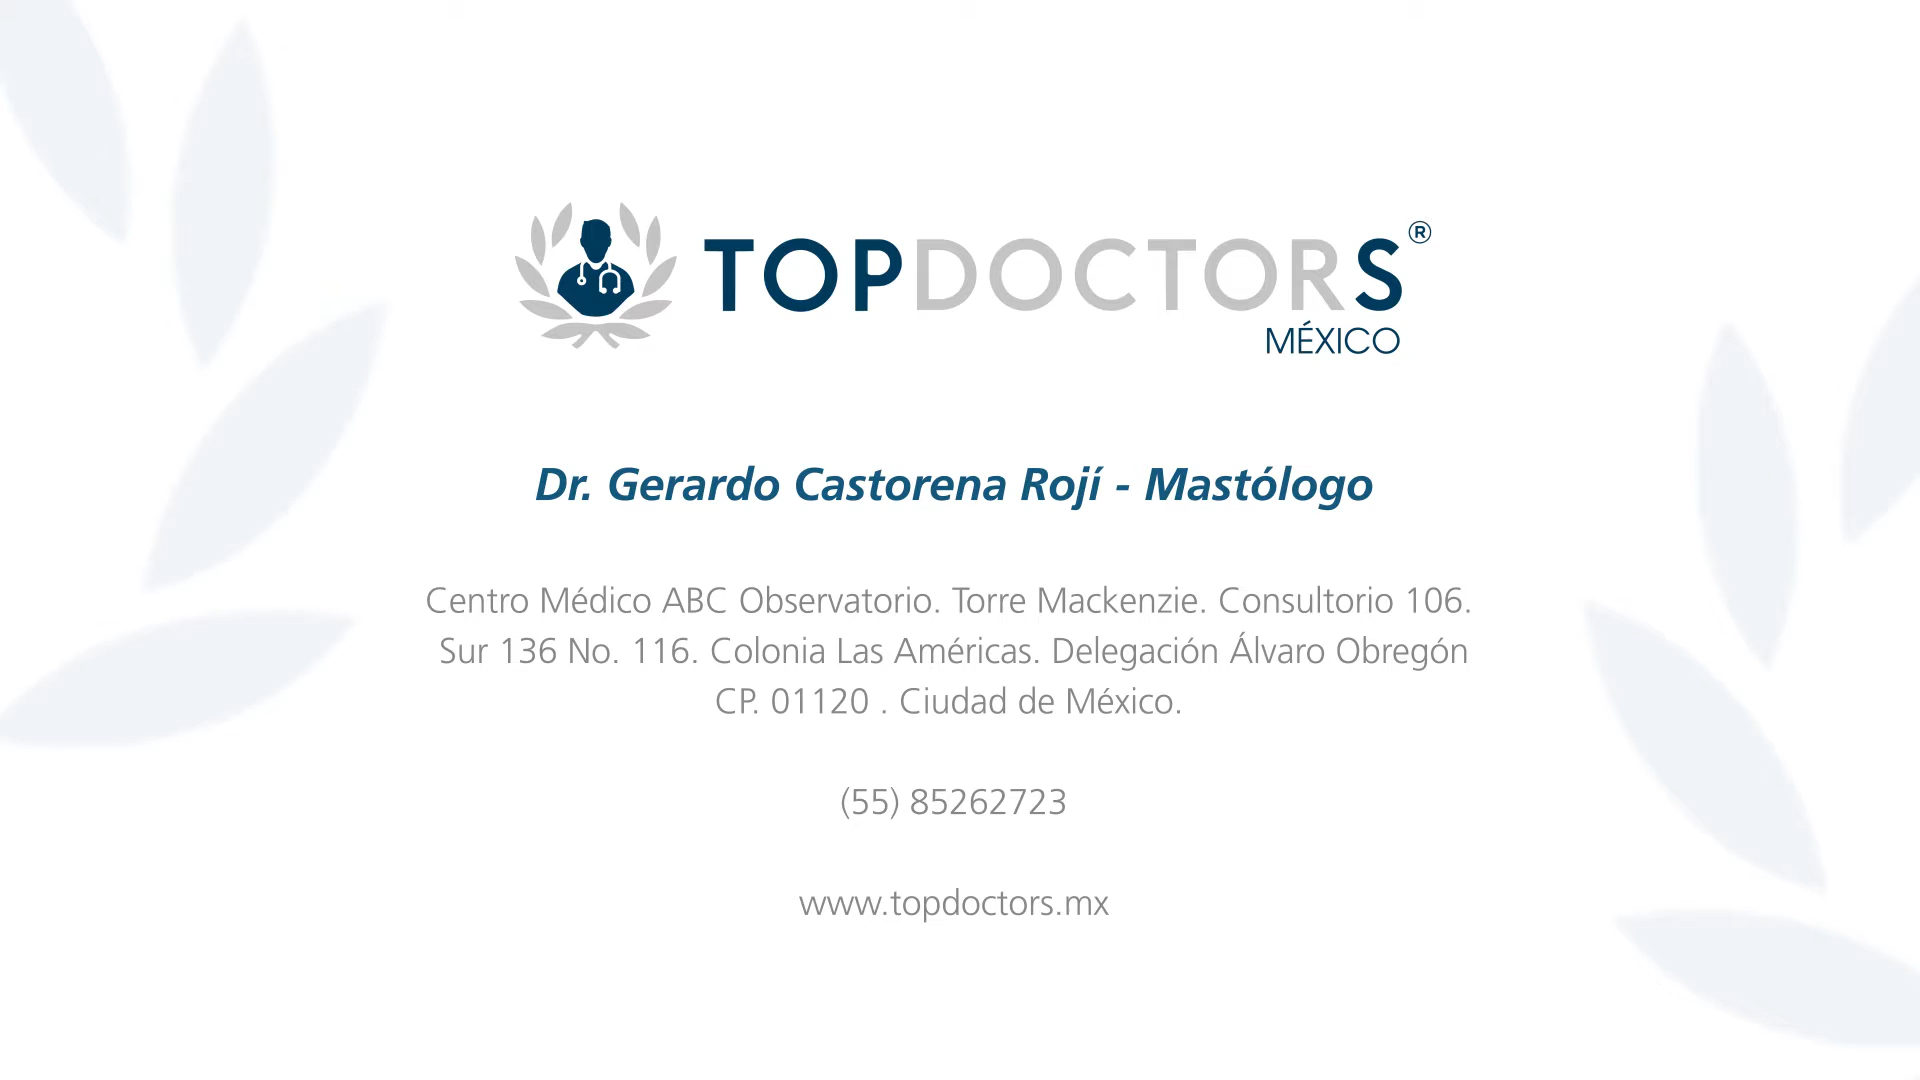 TOPDOCTORS®
MÉXICO
Dr. Gerardo Castorena Rojí - Mastólogo
Centro Médico ABC Observatorio. Torre Mackenzie. Consultorio 106.
Sur 136 No. 116. Colonia Las Américas. Delegación Álvaro Obregón
CP. 01120 . Ciudad de México.
(55) 85262723
www.topdoctors.mx